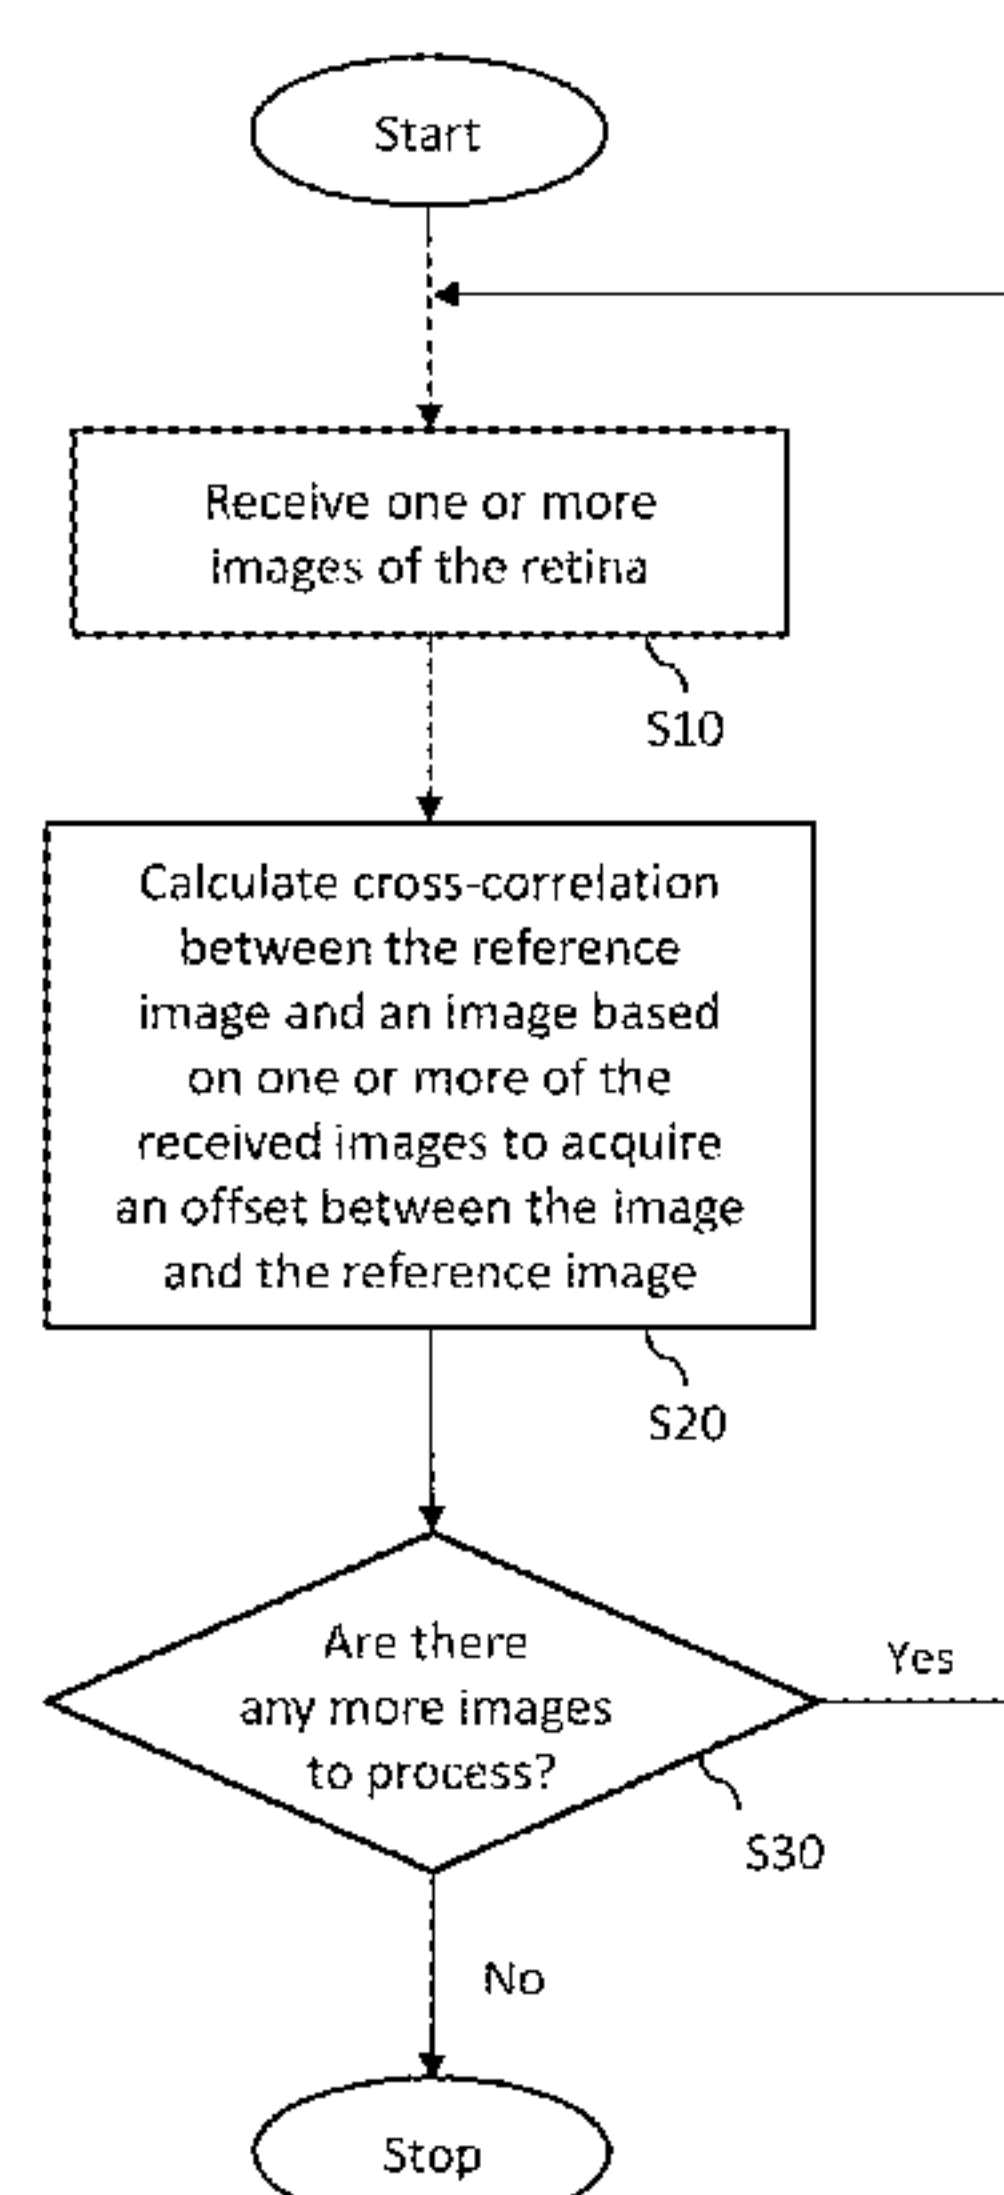 Start
Receive one or more
images of the retina
S10
Calculate cross-correlation
between the reference
image and an image based
on one or more of the
received images to acquire
an offset between the image
and the reference image
S20
Are there
any more images
to process?
Yes
S30
No
Stop